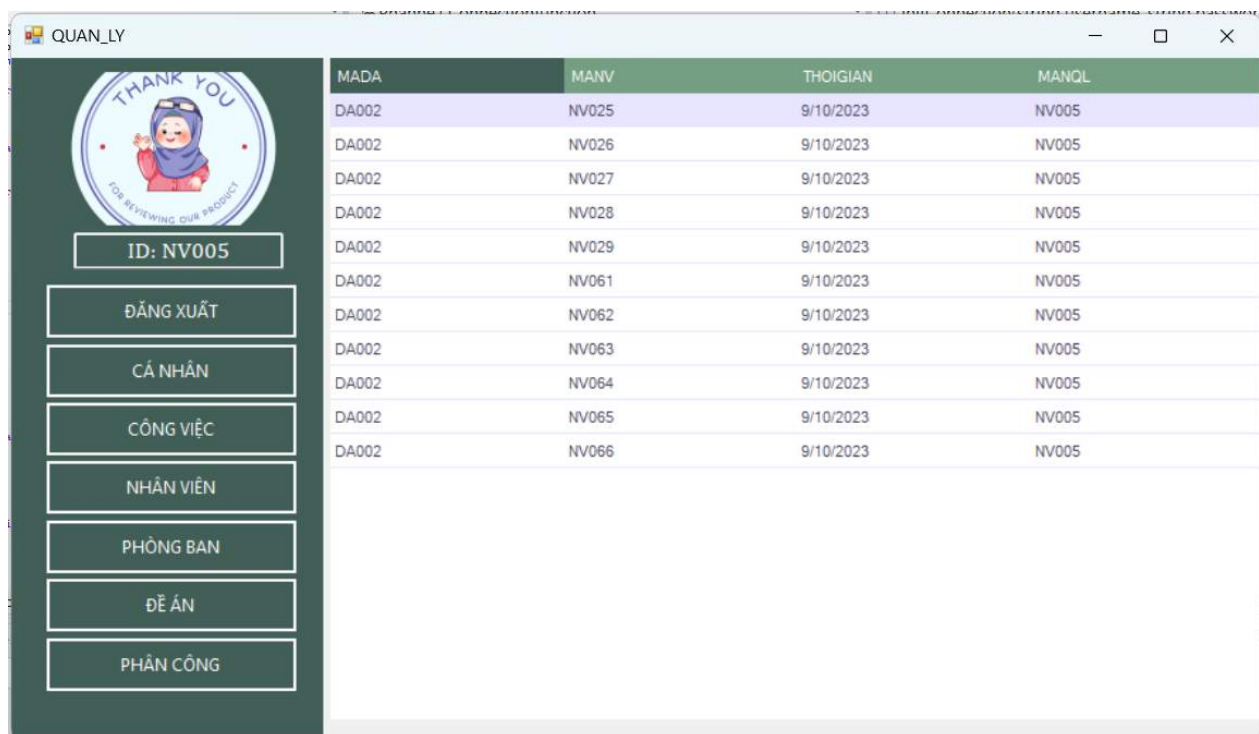 QUAN_LY
THANK YOU
FOR REVIEWING OUR PRODUCT
ID: NV005
ĐĂNG XUẤT
CÁ NHÂN
CÔNG VIỆC
NHÂN VIÊN
PHÒNG BAN
ĐỀ ÁN
PHÂN CÔNG
MADA MANV THOIGIAN MANQL
DA002 NV025 9/10/2023 NV005
DA002 NV026 9/10/2023 NV005
DA002 NV027 9/10/2023 NV005
DA002 NV028 9/10/2023 NV005
DA002 NV029 9/10/2023 NV005
DA002 NV061 9/10/2023 NV005
DA002 NV062 9/10/2023 NV005
DA002 NV063 9/10/2023 NV005
DA002 NV064 9/10/2023 NV005
DA002 NV065 9/10/2023 NV005
DA002 NV066 9/10/2023 NV005